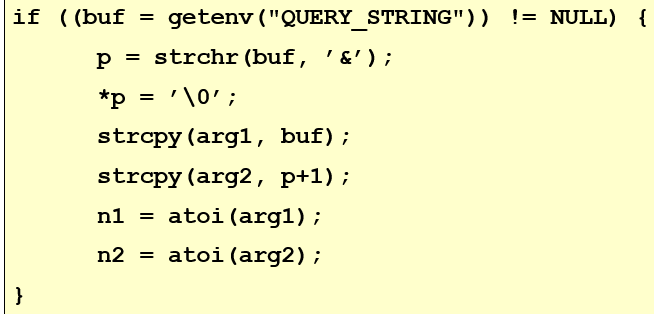 if ((buf = getenv("QUERY_STRING")) != NULL) {
p = strchr(buf, '&');
*p = '\0';
strcpy(arg1, buf);
strcpy(arg2, p+1);
n1 = atoi(arg1);
n2 = atoi(arg2);
}